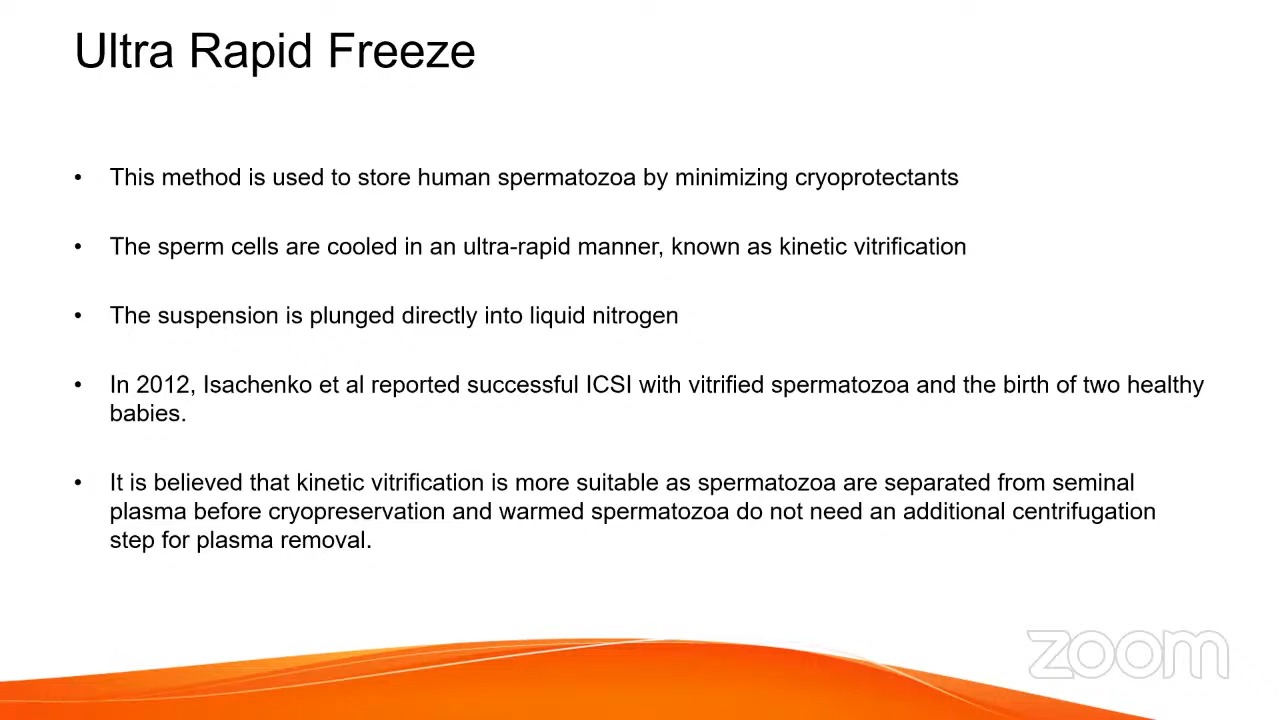 Ultra Rapid Freeze
• This method is used to store human spermatozoa by minimizing cryoprotectants
• The sperm cells are cooled in an ultra-rapid manner, known as kinetic vitrification
• The suspension is plunged directly into liquid nitrogen
• In 2012, Isachenko et al reported successful ICSI with vitrified spermatozoa and the birth of two healthy
babies.
• It is believed that kinetic vitrification is more suitable as spermatozoa are separated from seminal
plasma before cryopreservation and warmed spermatozoa do not need an additional centrifugation
step for plasma removal.
zoom